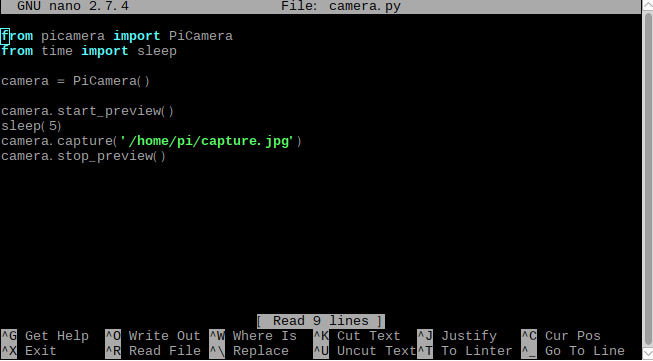 GNU nano 2.7.4 File: camera.py
from picamera import PiCamera
from time import sleep
camera = PiCamera()
camera.start_preview()
sleep(5)
camera.capture('/home/pi/capture.jpg')
camera.stop_preview()
[ Read 9 lines ]
^G Get Help ^O Write Out ^W Where Is ^K Cut Text ^J Justify ^C Cur Pos
^X Exit ^R Read File ^\ Replace ^U Uncut Text ^T To Linter ^_ Go To Line